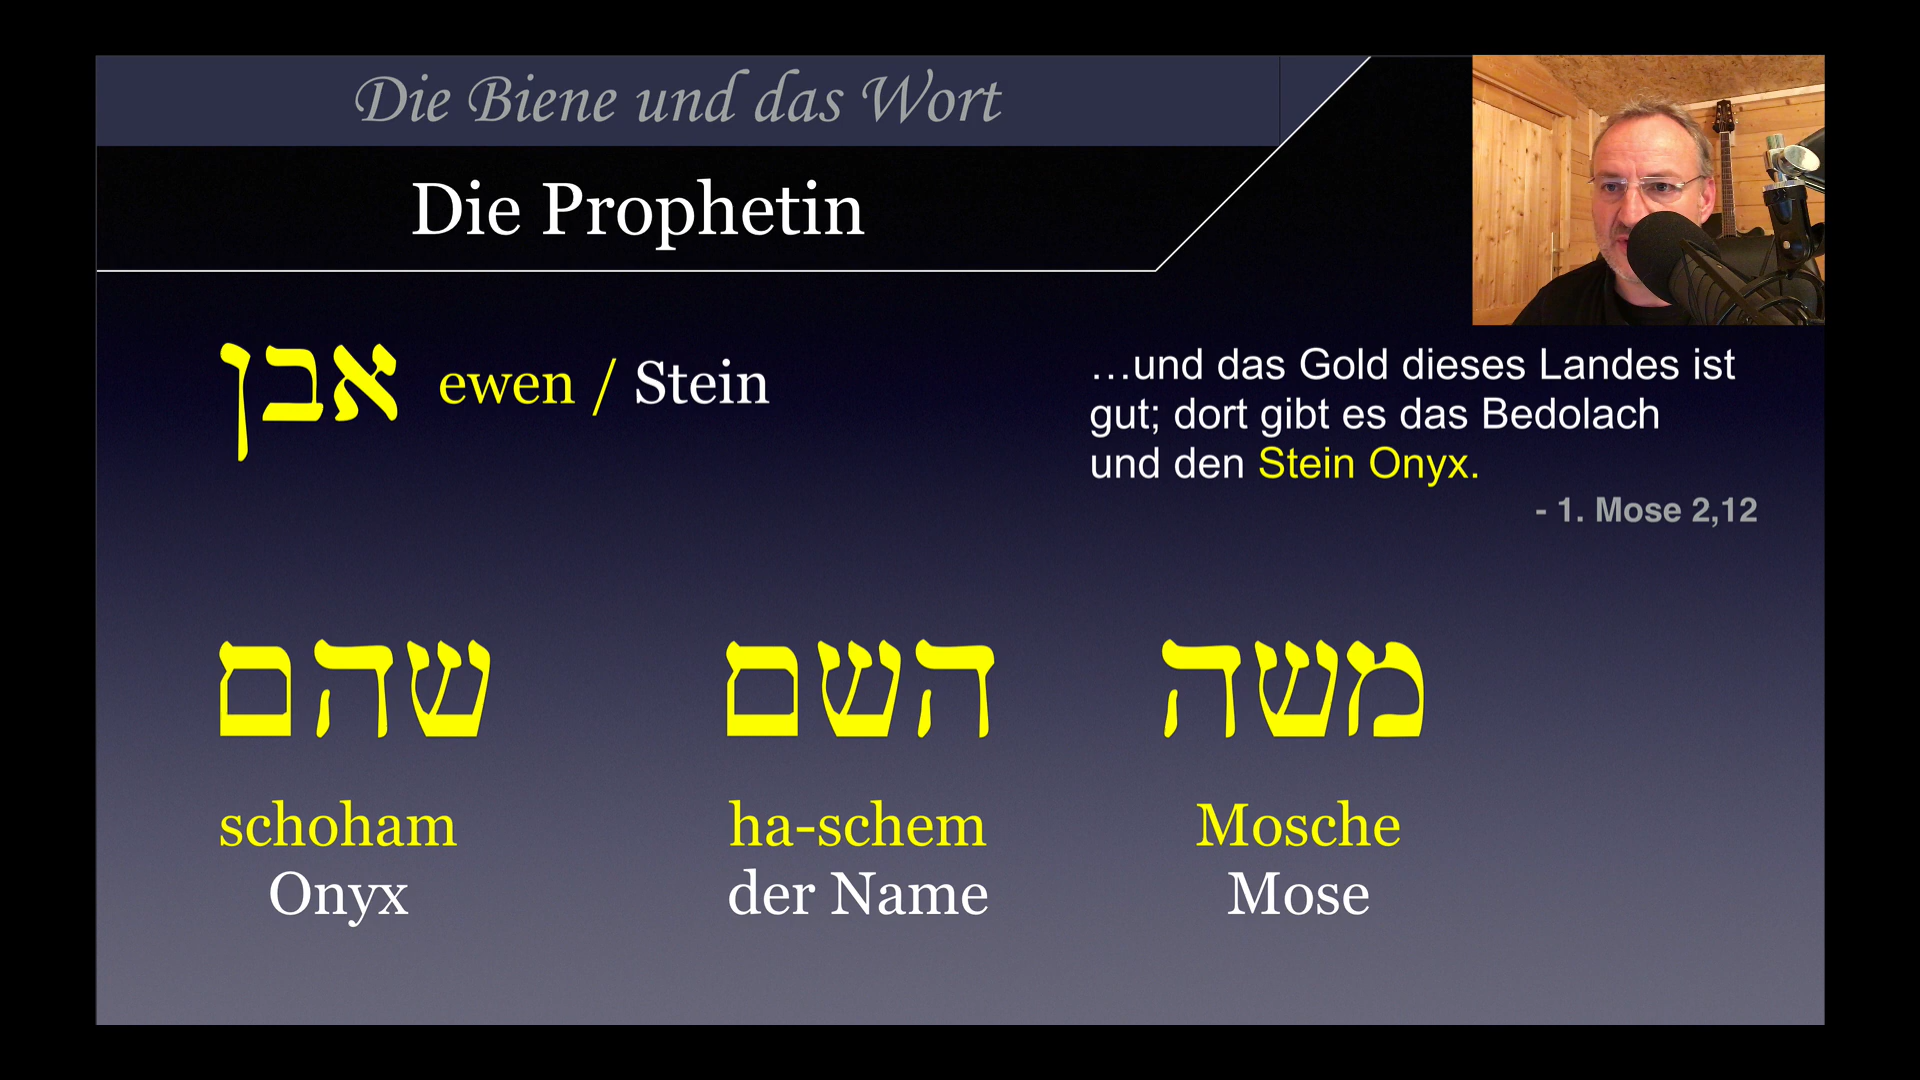 Die Biene und das Wort
Die Prophetin
אבן ewen / Stein
…und das Gold dieses Landes ist
gut; dort gibt es das Bedolach
und den Stein Onyx.
- 1. Mose 2,12
שהם
השם
משה
schoham
ha-schem
Mosche
Onyx
der Name
Mose